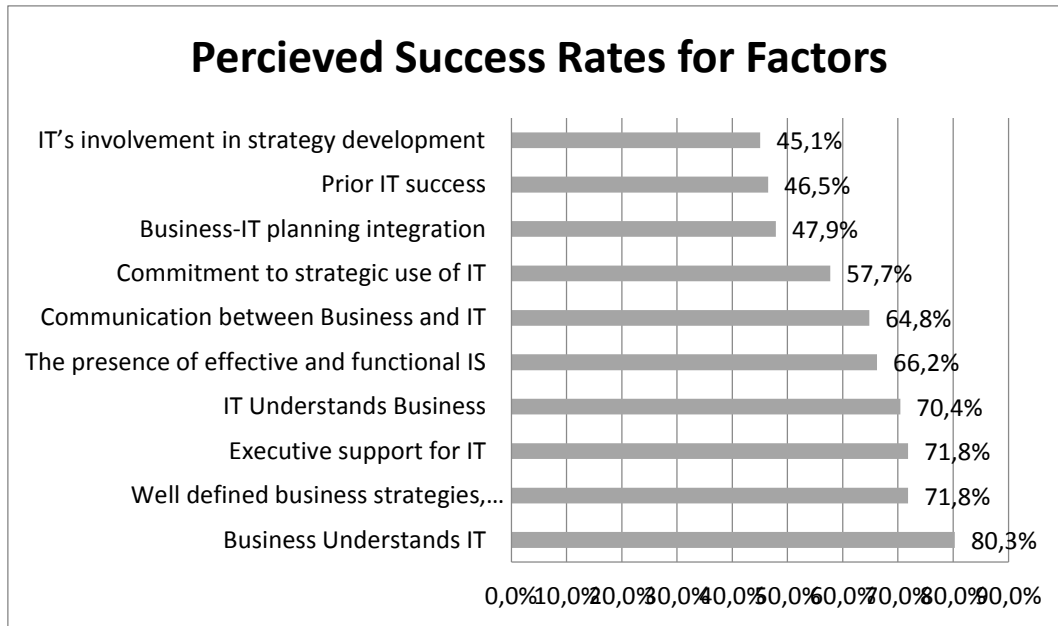 Percieved Success Rates for Factors
IT’s involvement in strategy development 45,1%
Prior IT success 46,5%
Business-IT planning integration 47,9%
Commitment to strategic use of IT 57,7%
Communication between Business and IT 64,8%
The presence of effective and functional IS 66,2%
IT Understands Business 70,4%
Executive support for IT 71,8%
Well defined business strategies,... 71,8%
Business Understands IT 80,3%
0,0% 10,0% 20,0% 30,0% 40,0% 50,0% 60,0% 70,0% 80,0% 90,0%